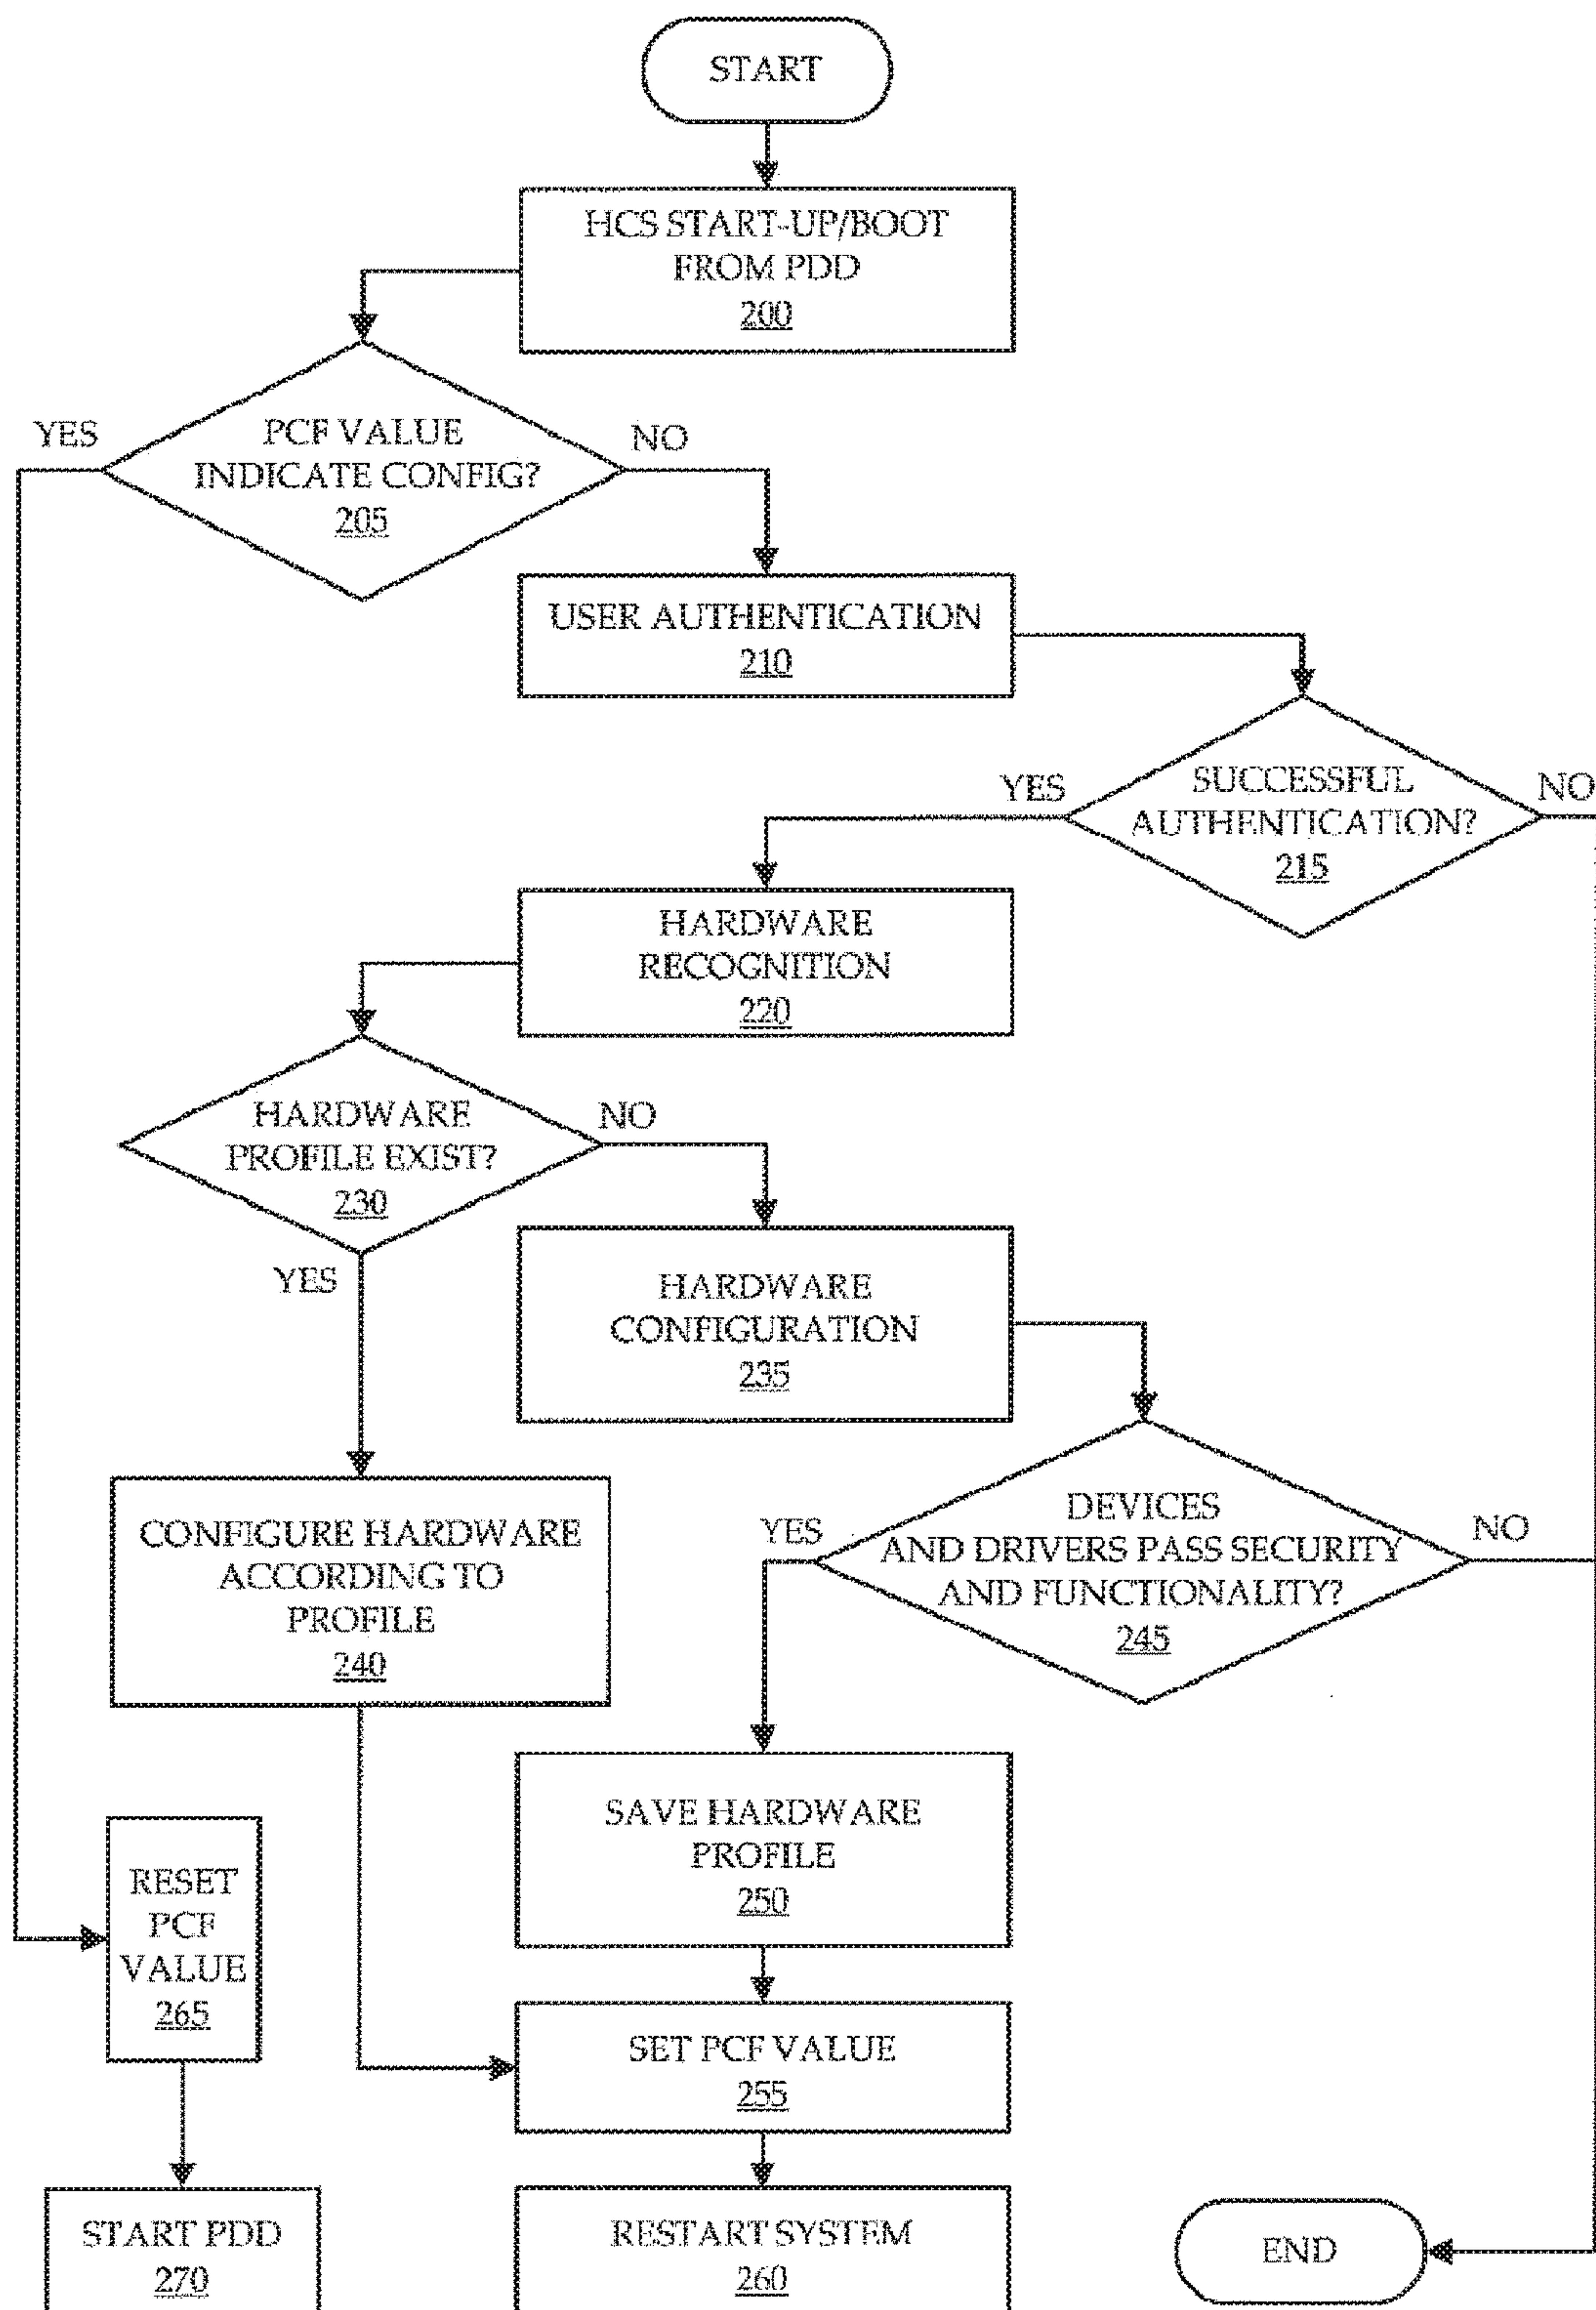 START
HCS START-UP/BOOT
FROM PDD
200
YES
PCF VALUE
INDICATE CONFIG?
205
NO
USER AUTHENTICATION
210
YES
SUCCESSFUL
AUTHENTICATION?
215
NO
HARDWARE
RECOGNITION
220
HARDWARE
PROFILE EXIST?
230
NO
YES
HARDWARE
CONFIGURATION
235
CONFIGURE HARDWARE
ACCORDING TO
PROFILE
240
YES
DEVICES
AND DRIVERS PASS SECURITY
AND FUNCTIONALITY?
245
NO
SAVE HARDWARE
PROFILE
250
RESET
PCF
VALUE
265
SET PCF VALUE
255
START PDD
270
RESTART SYSTEM
260
END